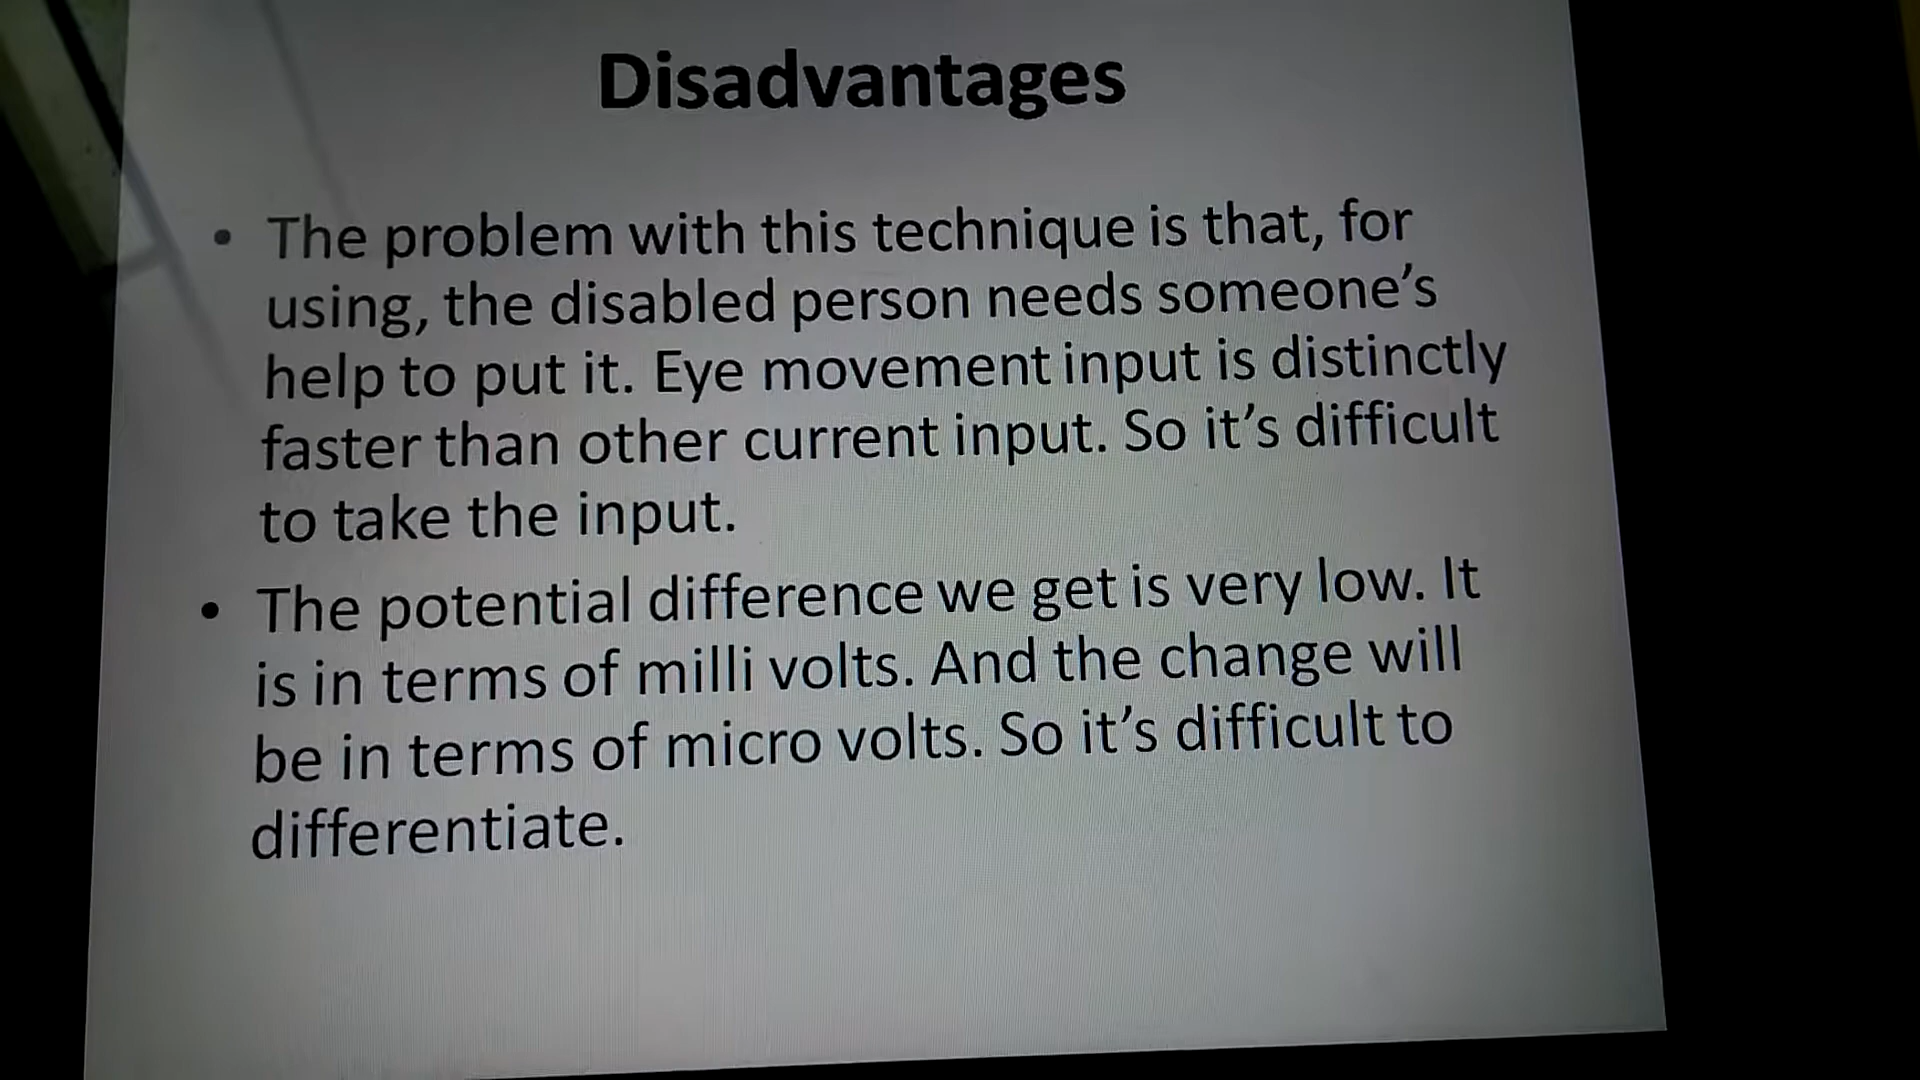 Disadvantages
• The problem with this technique is that, for
using, the disabled person needs someone’s
help to put it. Eye movement input is distinctly
faster than other current input. So it’s difficult
to take the input.
• The potential difference we get is very low. It
is in terms of milli volts. And the change will
be in terms of micro volts. So it’s difficult to
differentiate.